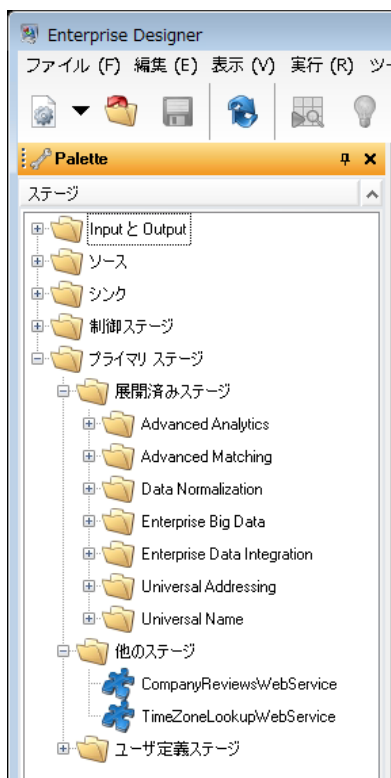 Enterprise Designer
ファイル (F) 編集 (E) 表示 (V) 実行 (R) ツー
Palette
ステージ
Input と Output
ソース
シンク
制御ステージ
プライマリ ステージ
展開済みステージ
Advanced Analytics
Advanced Matching
Data Normalization
Enterprise Big Data
Enterprise Data Integration
Universal Addressing
Universal Name
他のステージ
CompanyReviewsWebService
TimeZoneLookupWebService
ユーザ定義ステージ